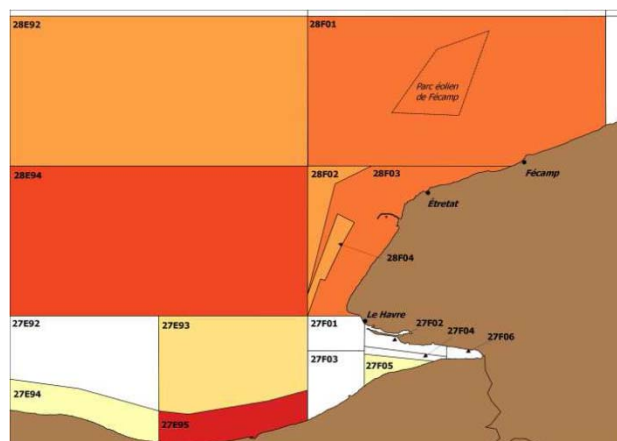 28E92
28F01
Parc éolien
de Fécamp
28E94
28F02
28F03
Fécamp
Étretat
28F04
Le Havre
27E92
27E93
27F01
27F02
27F04
27F06
27F03
27F05
27E94
27E95